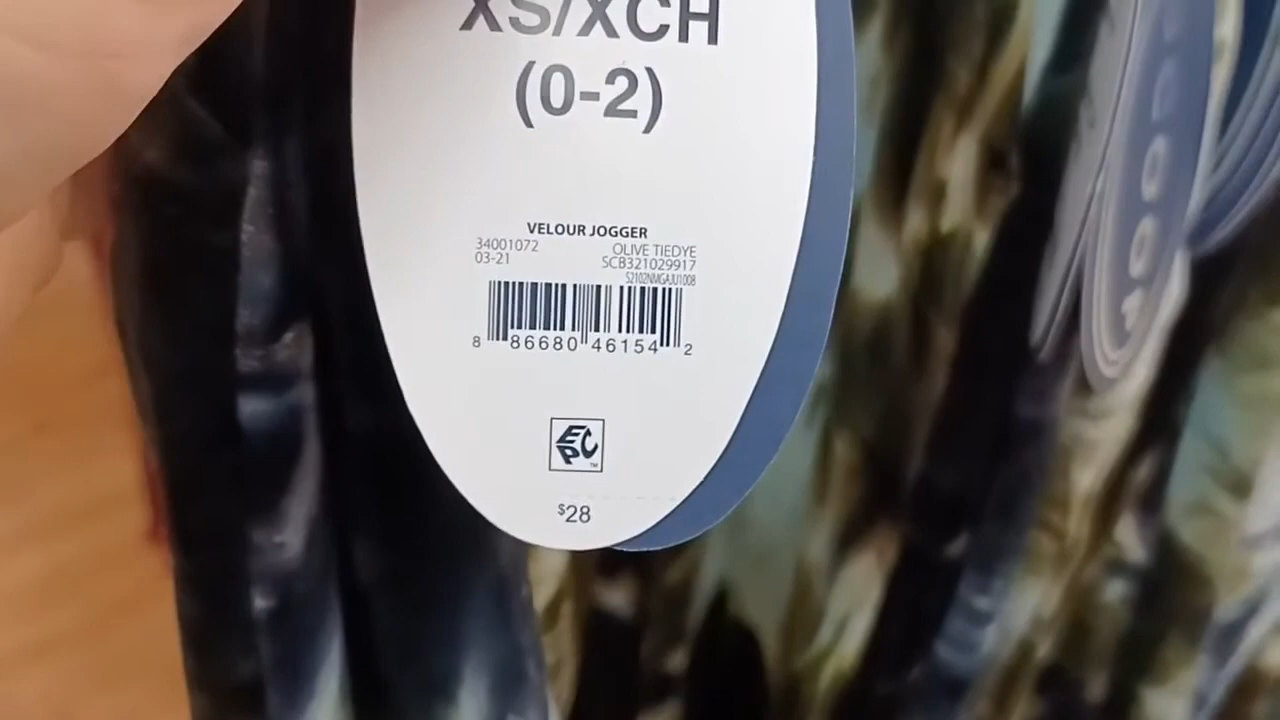 XS/XCH
(0-2)
VELOUR JOGGER
34001072 OLIVE TIEDYE
03-21 SCB321029917
S2102NMGAJU1008
8 86680 46154 2
EPC
$28